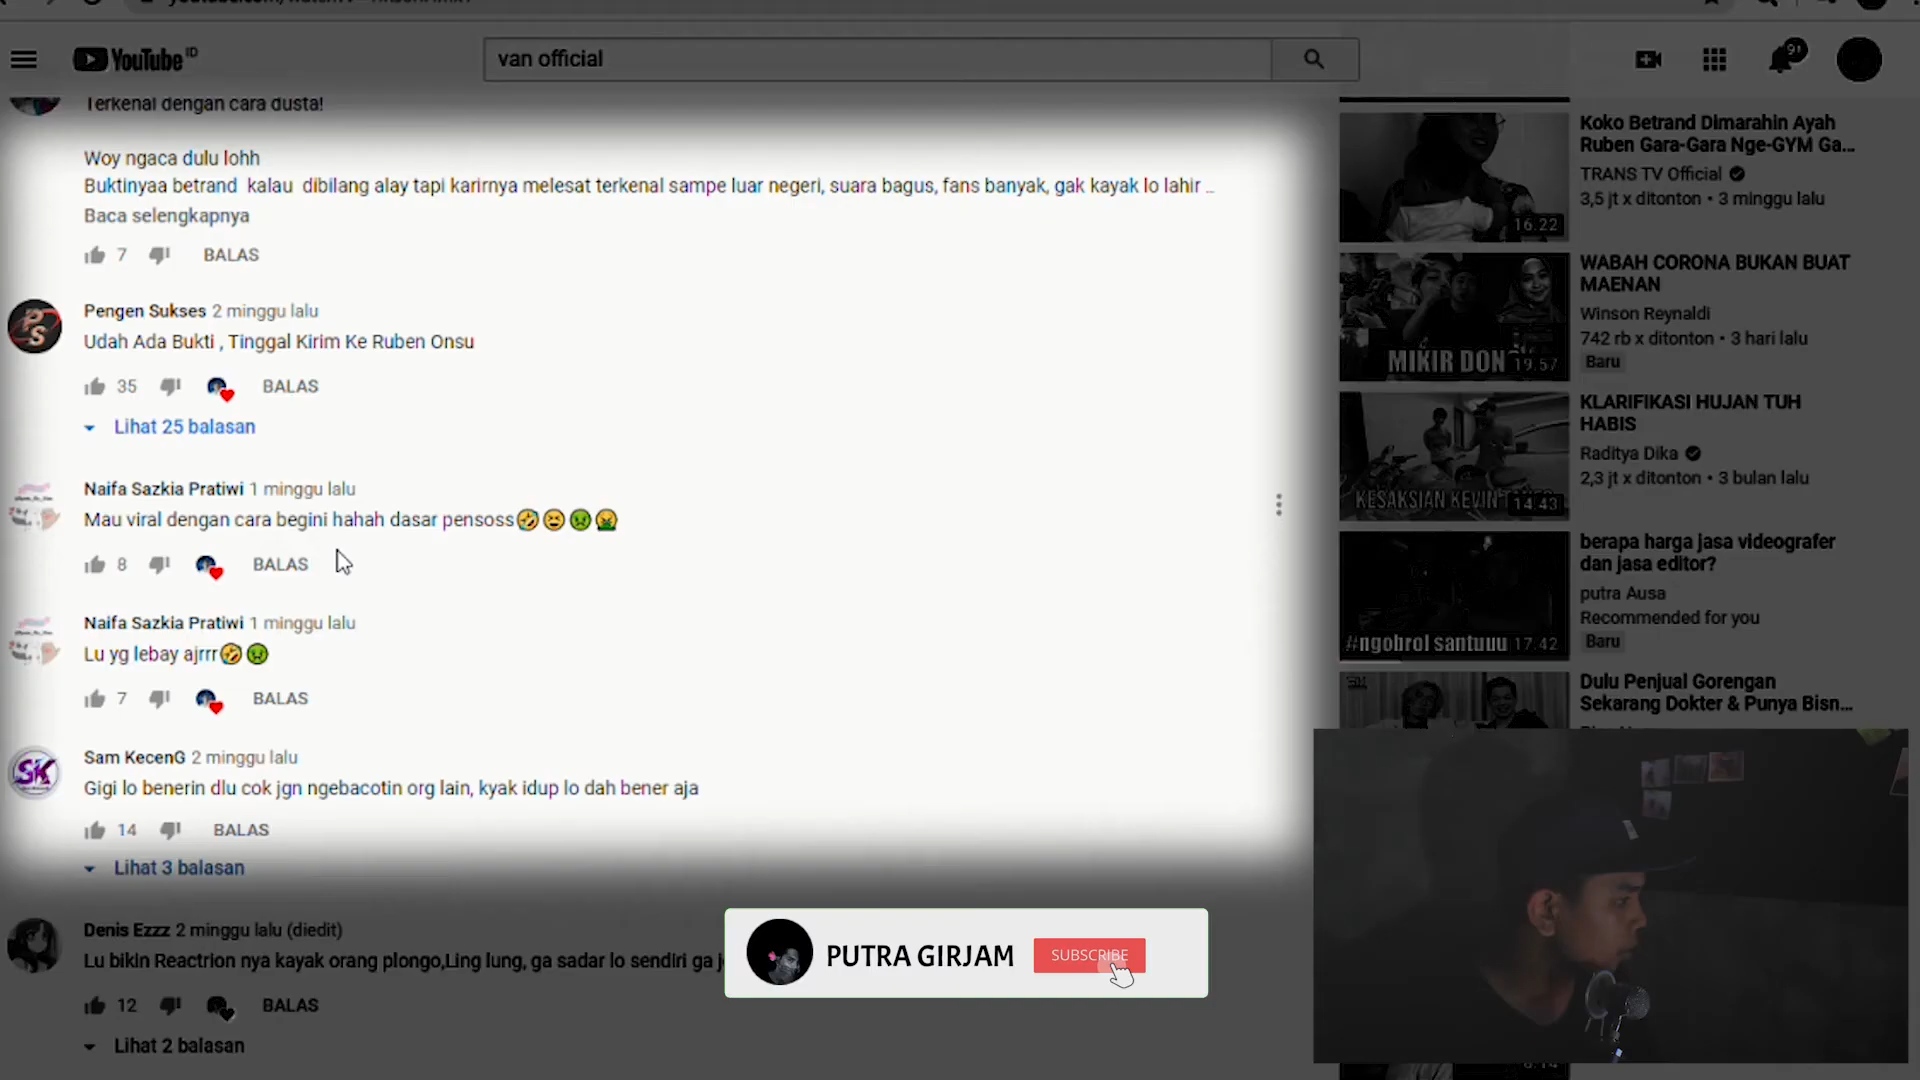 YouTube ID
van official
9+
Terkenal dengan cara dusta!
Woy ngaca dulu lohh
Buktinyaa betrand kalau dibilang alay tapi karirnya melesat terkenal sampe luar negeri, suara bagus, fans banyak, gak kayak lo lahir ...
Baca selengkapnya
7 BALAS
Pengen Sukses 2 minggu lalu
Udah Ada Bukti , Tinggal Kirim Ke Ruben Onsu
35 BALAS
Lihat 25 balasan
Naifa Sazkia Pratiwi 1 minggu lalu
Mau viral dengan cara begini hahah dasar pensoss🤣😆🤢🤮
8 BALAS
Naifa Sazkia Pratiwi 1 minggu lalu
Lu yg lebay ajrrr🤣🤢
7 BALAS
SK
Sam KecenG 2 minggu lalu
Gigi lo benerin dlu cok jgn ngebacotin org lain, kyak idup lo dah bener aja
14 BALAS
Lihat 3 balasan
Denis Ezzz 2 minggu lalu (diedit)
Lu bikin Reactrion nya kayak orang plongo,Ling lung, ga sadar lo sendiri ga
12 BALAS
Lihat 2 balasan
PUTRA GIRJAM
SUBSCRIBE
Koko Betrand Dimarahin Ayah
Ruben Gara-Gara Nge-GYM Ga...
TRANS TV Official
3,5 jt x ditonton • 3 minggu lalu
16.22
WABAH CORONA BUKAN BUAT
MAENAN
Winson Reynaldi
742 rb x ditonton • 3 hari lalu
Baru
MIKIR DONG
19.57
KLARIFIKASI HUJAN TUH
HABIS
Raditya Dika
2,3 jt x ditonton • 3 bulan lalu
KESAKSIAN KEVIN
14.43
berapa harga jasa videografer
dan jasa editor?
putra Ausa
Recommended for you
Baru
#ngobrol santuuu
17.42
Dulu Penjual Gorengan
Sekarang Dokter & Punya Bisn...